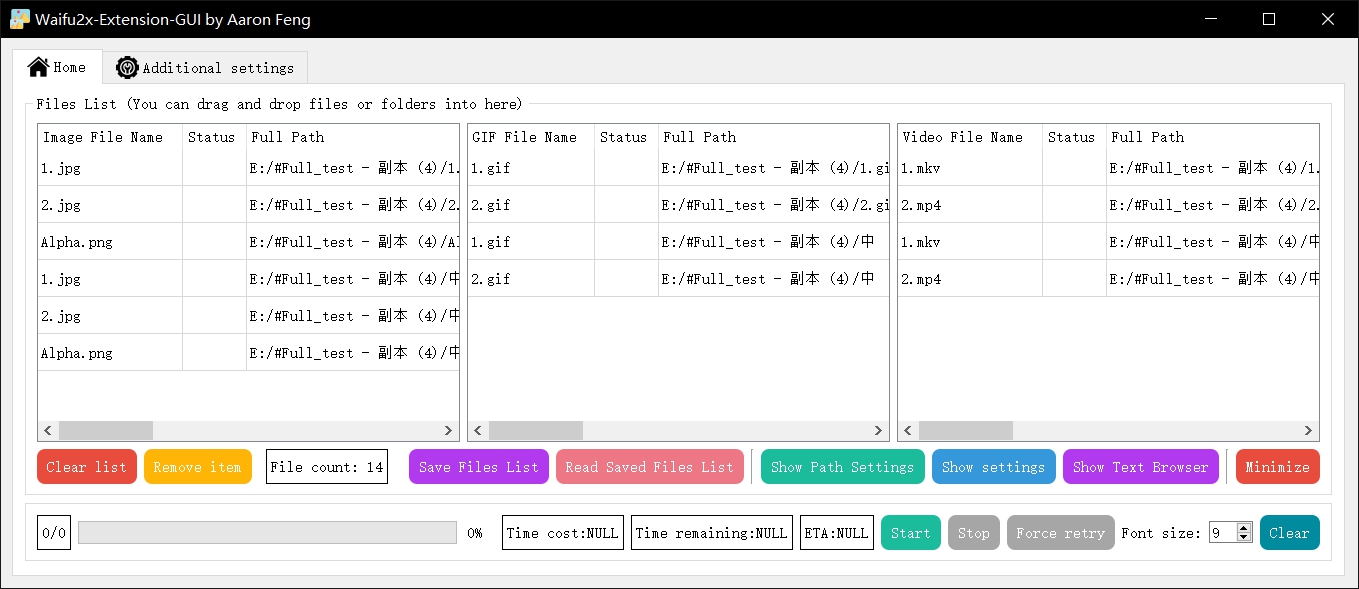 Waifu2x-Extension-GUI by Aaron Feng
Home Additional settings
Files List (You can drag and drop files or folders into here)
Image File Name Status Full Path
1.jpg E:/#Full_test - 副本 (4)/1.
2.jpg E:/#Full_test - 副本 (4)/2.
Alpha.png E:/#Full_test - 副本 (4)/Al
1.jpg E:/#Full_test - 副本 (4)/中
2.jpg E:/#Full_test - 副本 (4)/中
Alpha.png E:/#Full_test - 副本 (4)/中
GIF File Name Status Full Path
1.gif E:/#Full_test - 副本 (4)/1.gi
2.gif E:/#Full_test - 副本 (4)/2.gi
1.gif E:/#Full_test - 副本 (4)/中
2.gif E:/#Full_test - 副本 (4)/中
Video File Name Status Full Path
1.mkv E:/#Full_test - 副本 (4)/1.
2.mp4 E:/#Full_test - 副本 (4)/2.
1.mkv E:/#Full_test - 副本 (4)/中
2.mp4 E:/#Full_test - 副本 (4)/中
Clear list Remove item File count: 14 Save Files List Read Saved Files List Show Path Settings Show settings Show Text Browser Minimize
0/0 0% Time cost:NULL Time remaining:NULL ETA:NULL Start Stop Force retry Font size: 9 Clear